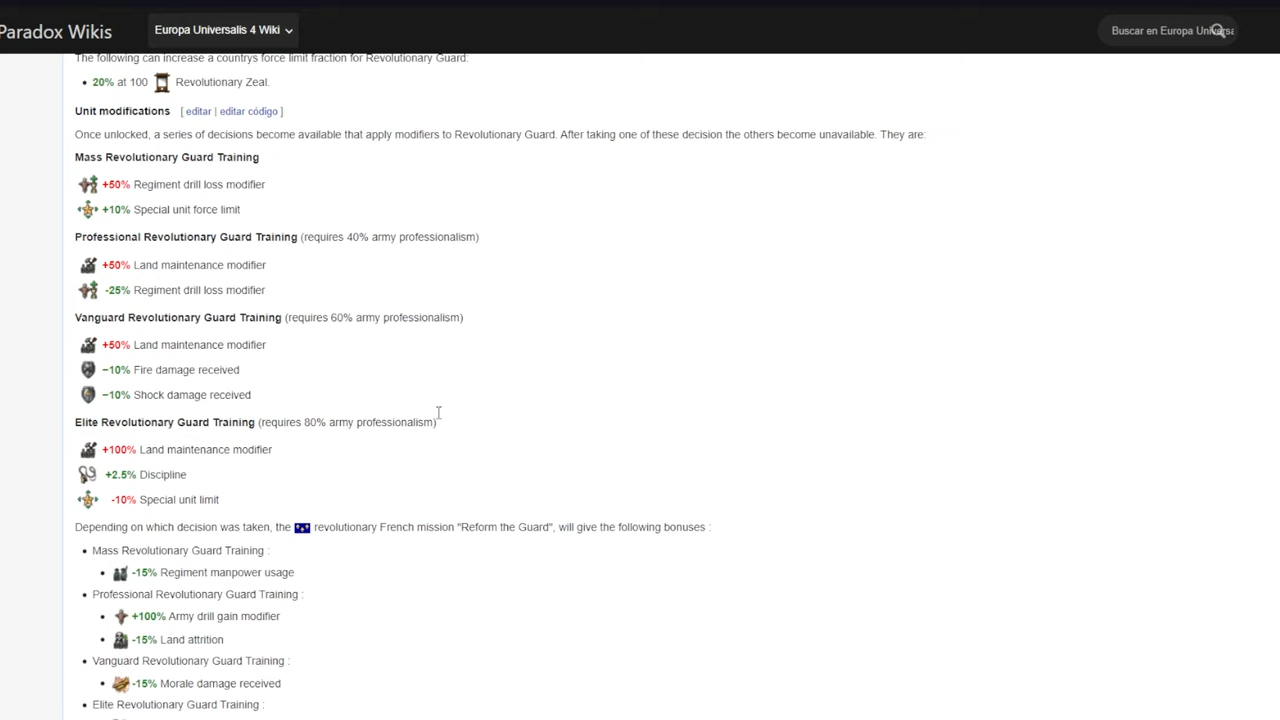 Paradox Wikis
Europa Universalis 4 Wiki
Buscar en Europa Universa
The following can increase a countrys force limit fraction for Revolutionary Guard:
• 20% at 100 Revolutionary Zeal.
Unit modifications [ editar | editar código ]
Once unlocked, a series of decisions become available that apply modifiers to Revolutionary Guard. After taking one of these decision the others become unavailable. They are:
Mass Revolutionary Guard Training
+50% Regiment drill loss modifier
+10% Special unit force limit
Professional Revolutionary Guard Training (requires 40% army professionalism)
+50% Land maintenance modifier
-25% Regiment drill loss modifier
Vanguard Revolutionary Guard Training (requires 60% army professionalism)
+50% Land maintenance modifier
−10% Fire damage received
−10% Shock damage received
Elite Revolutionary Guard Training (requires 80% army professionalism)
+100% Land maintenance modifier
+2.5% Discipline
-10% Special unit limit
Depending on which decision was taken, the revolutionary French mission "Reform the Guard", will give the following bonuses :
• Mass Revolutionary Guard Training :
• -15% Regiment manpower usage
• Professional Revolutionary Guard Training :
• +100% Army drill gain modifier
• -15% Land attrition
• Vanguard Revolutionary Guard Training :
• -15% Morale damage received
• Elite Revolutionary Guard Training :